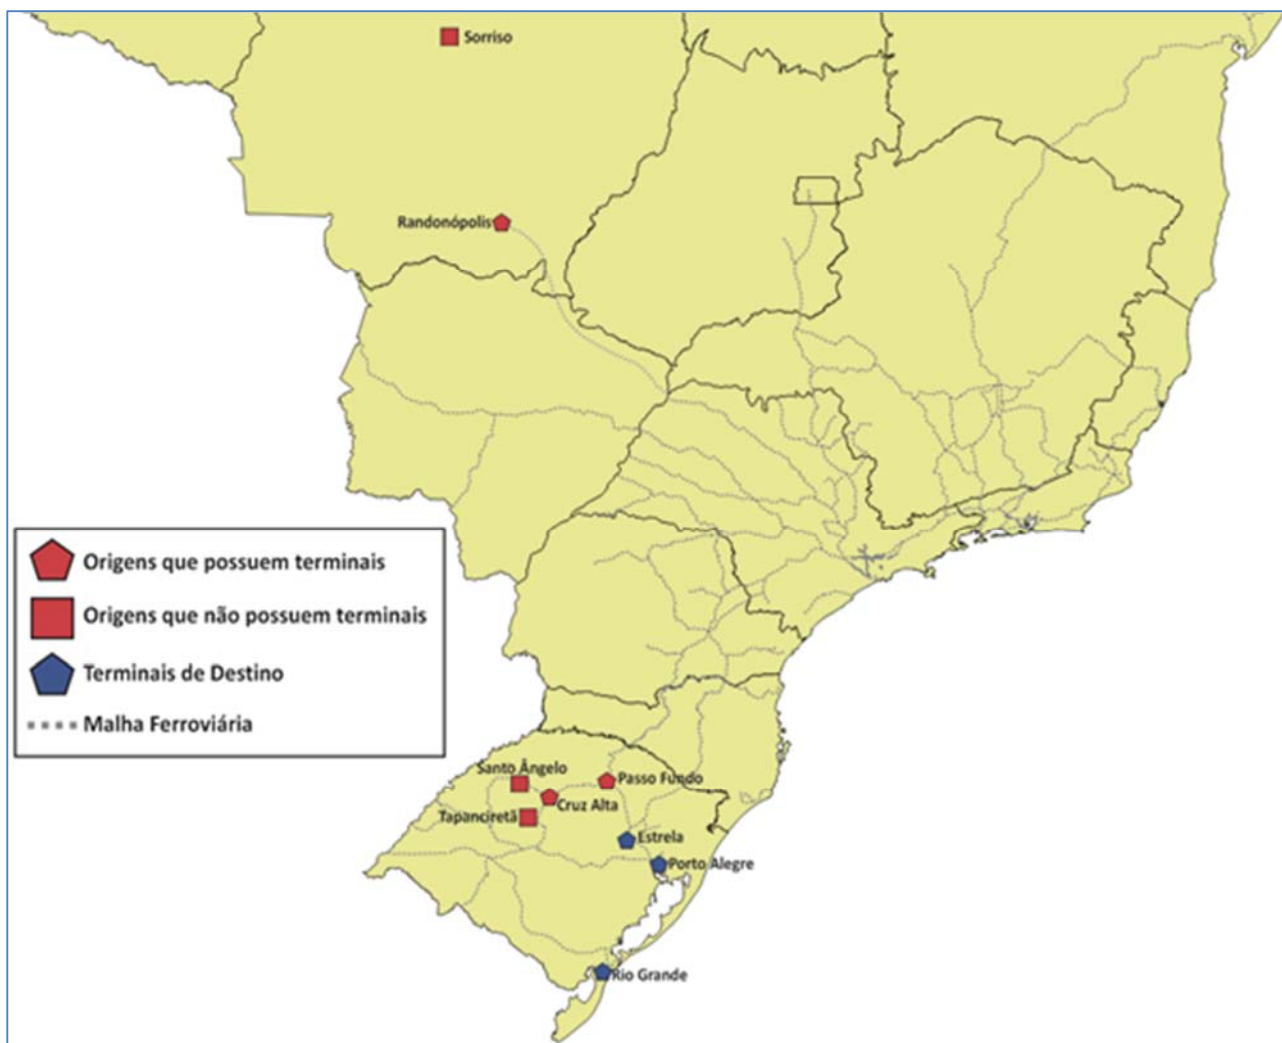 Sorriso
Randonópolis
Origens que possuem terminais
Origens que não possuem terminais
Terminais de Destino
Malha Ferroviária
Santo Ângelo
Passo Fundo
Cruz Alta
Tapanciretã
Estrela
Porto Alegre
Rio Grande